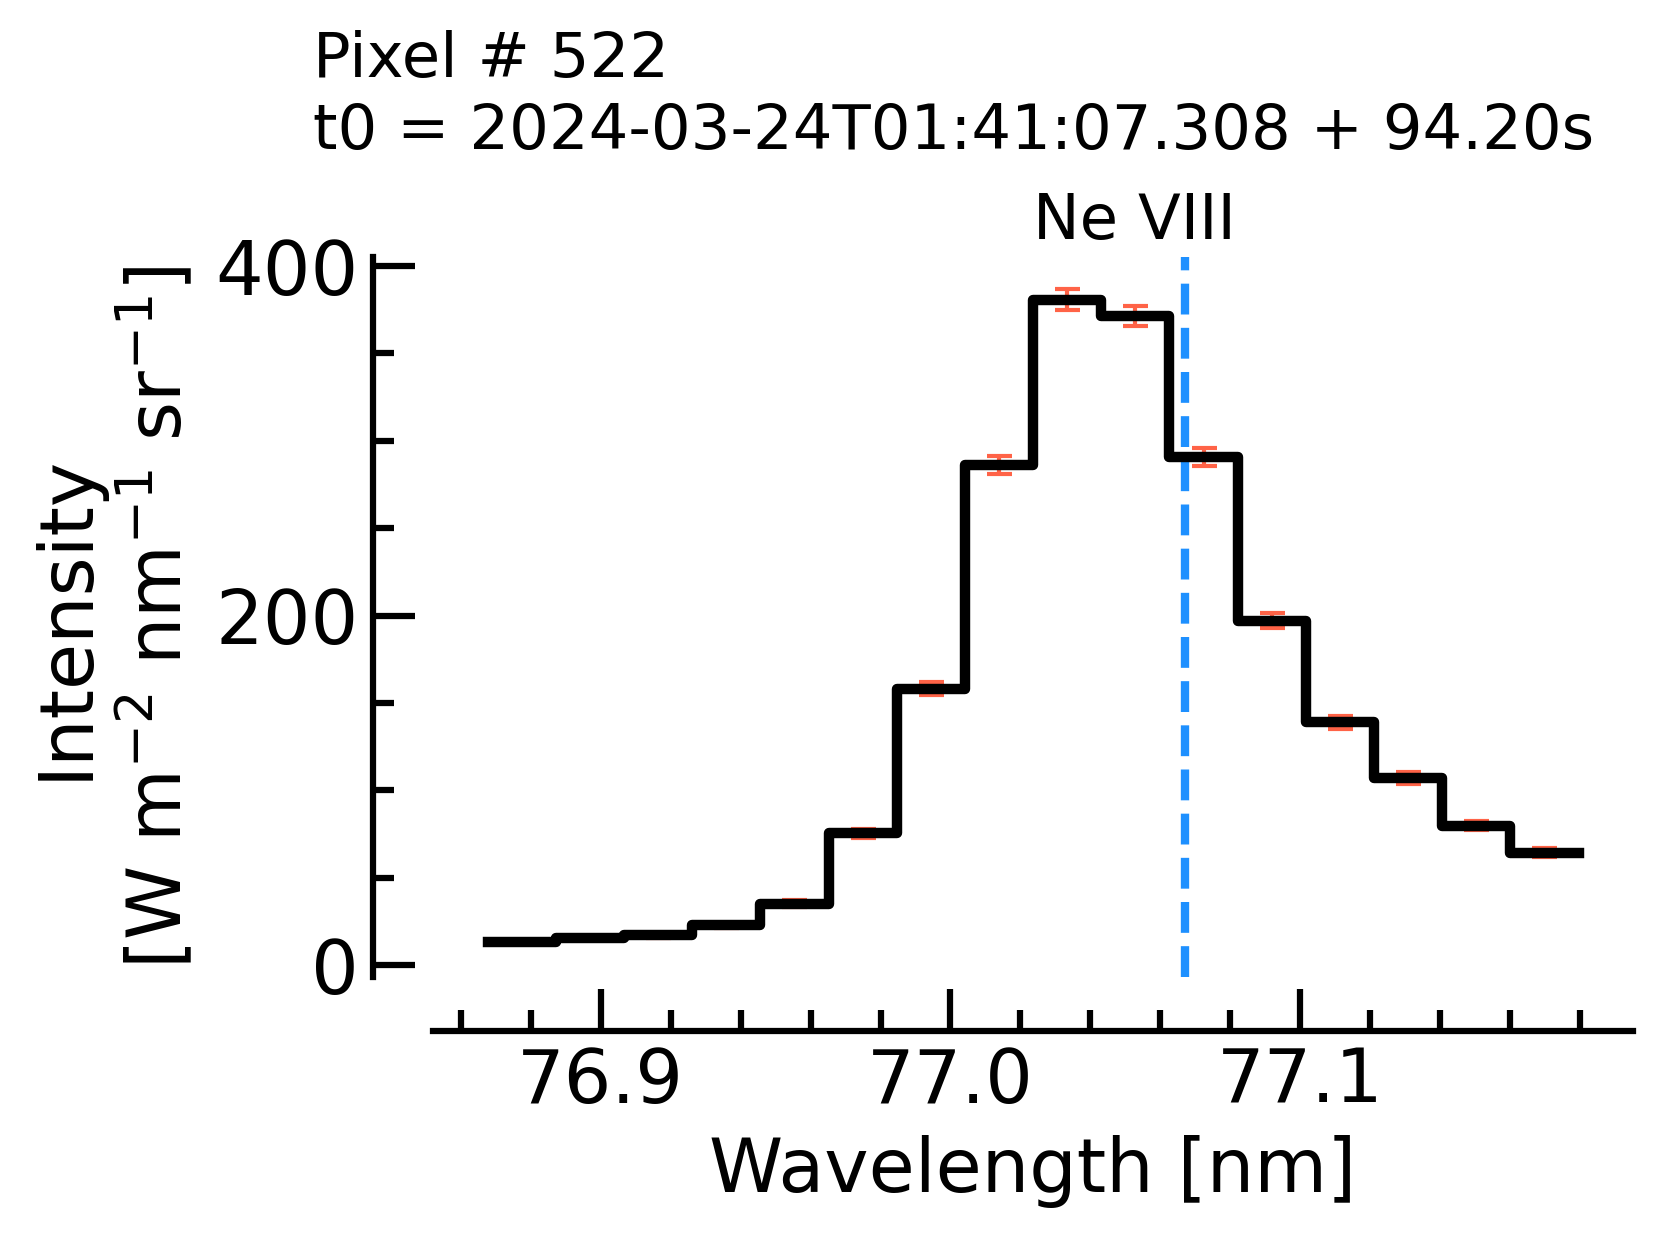 Pixel # 522
t0 = 2024-03-24T01:41:07.308 + 94.20s
Ne VIII
Intensity
[W m⁻² nm⁻¹ sr⁻¹]
400
200
0
76.9 77.0 77.1
Wavelength [nm]